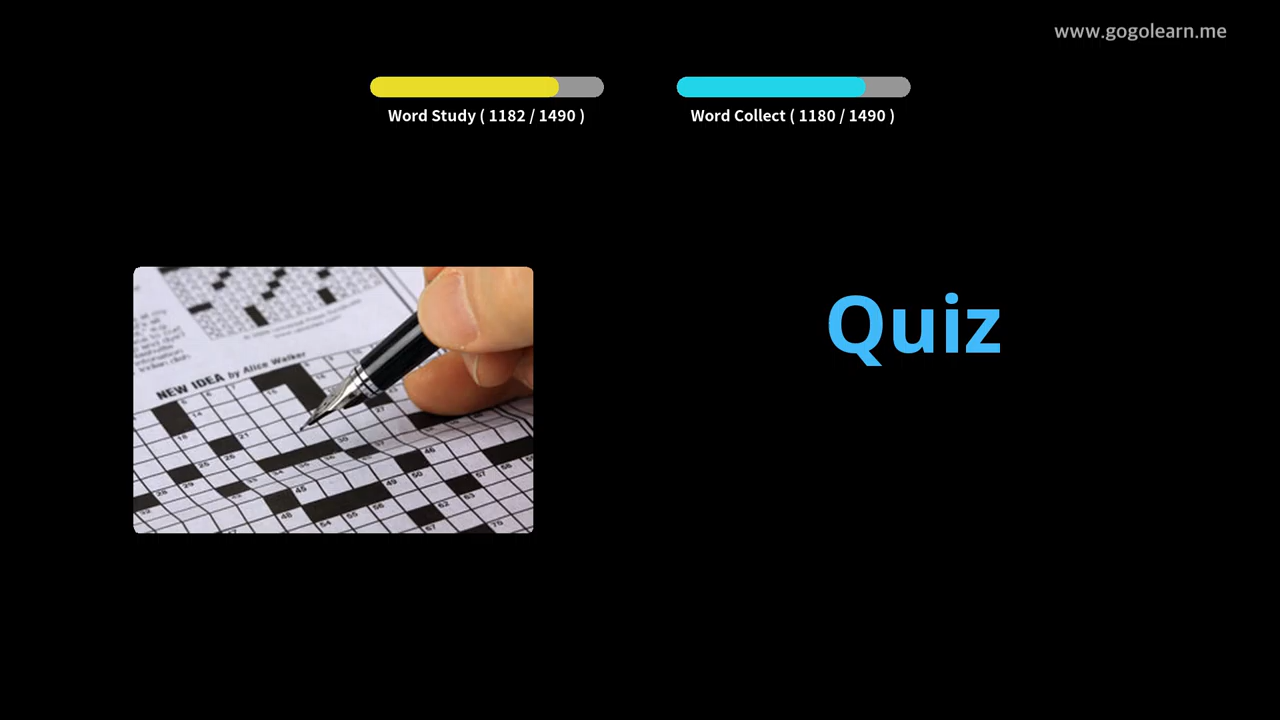 www.gogolearn.me
Word Study ( 1182 / 1490 )
Word Collect ( 1180 / 1490 )
Quiz
NEW IDEA by Alice Walker